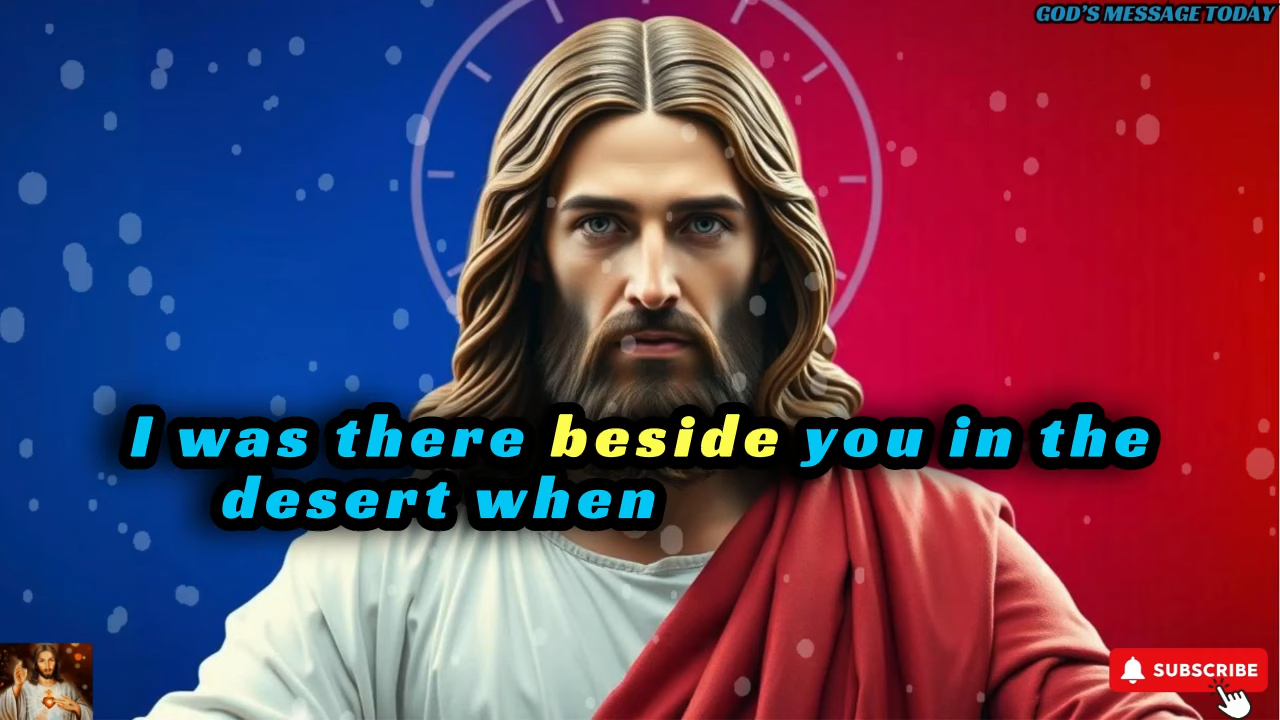 GOD'S MESSAGE TODAY
I was there beside you in the
desert when
SUBSCRIBE